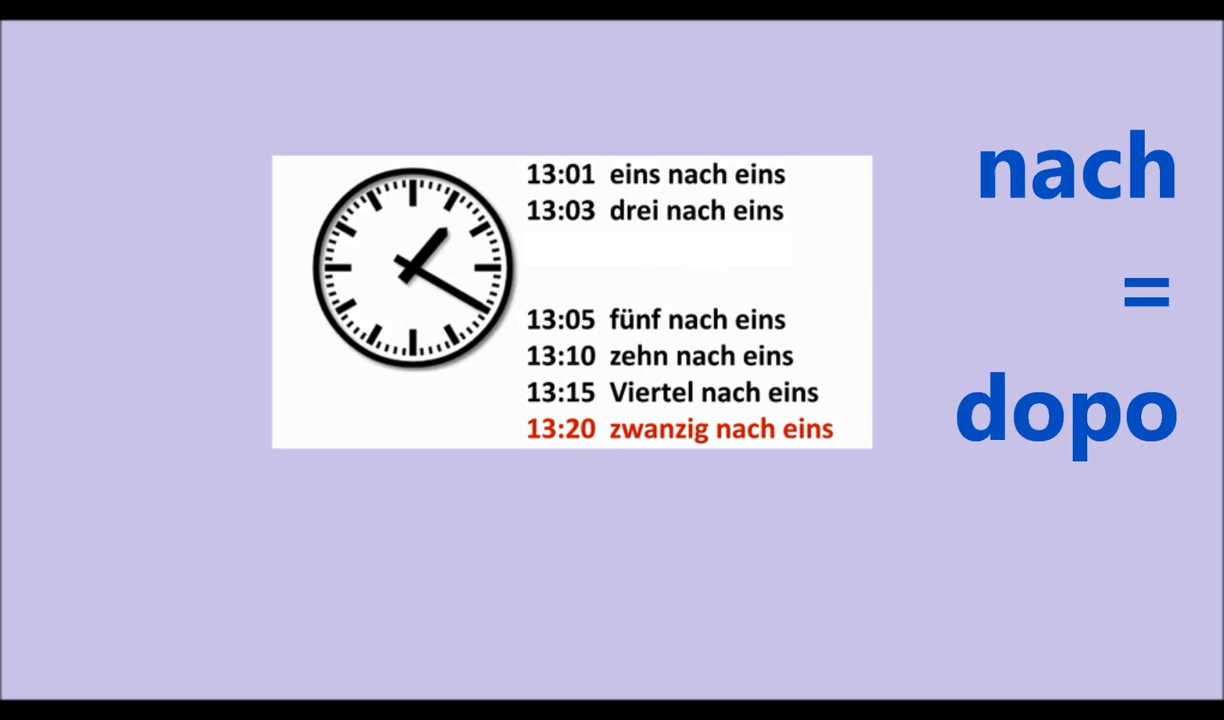 13:01 eins nach eins
13:03 drei nach eins
13:05 fünf nach eins
13:10 zehn nach eins
13:15 Viertel nach eins
13:20 zwanzig nach eins
nach
=
dopo